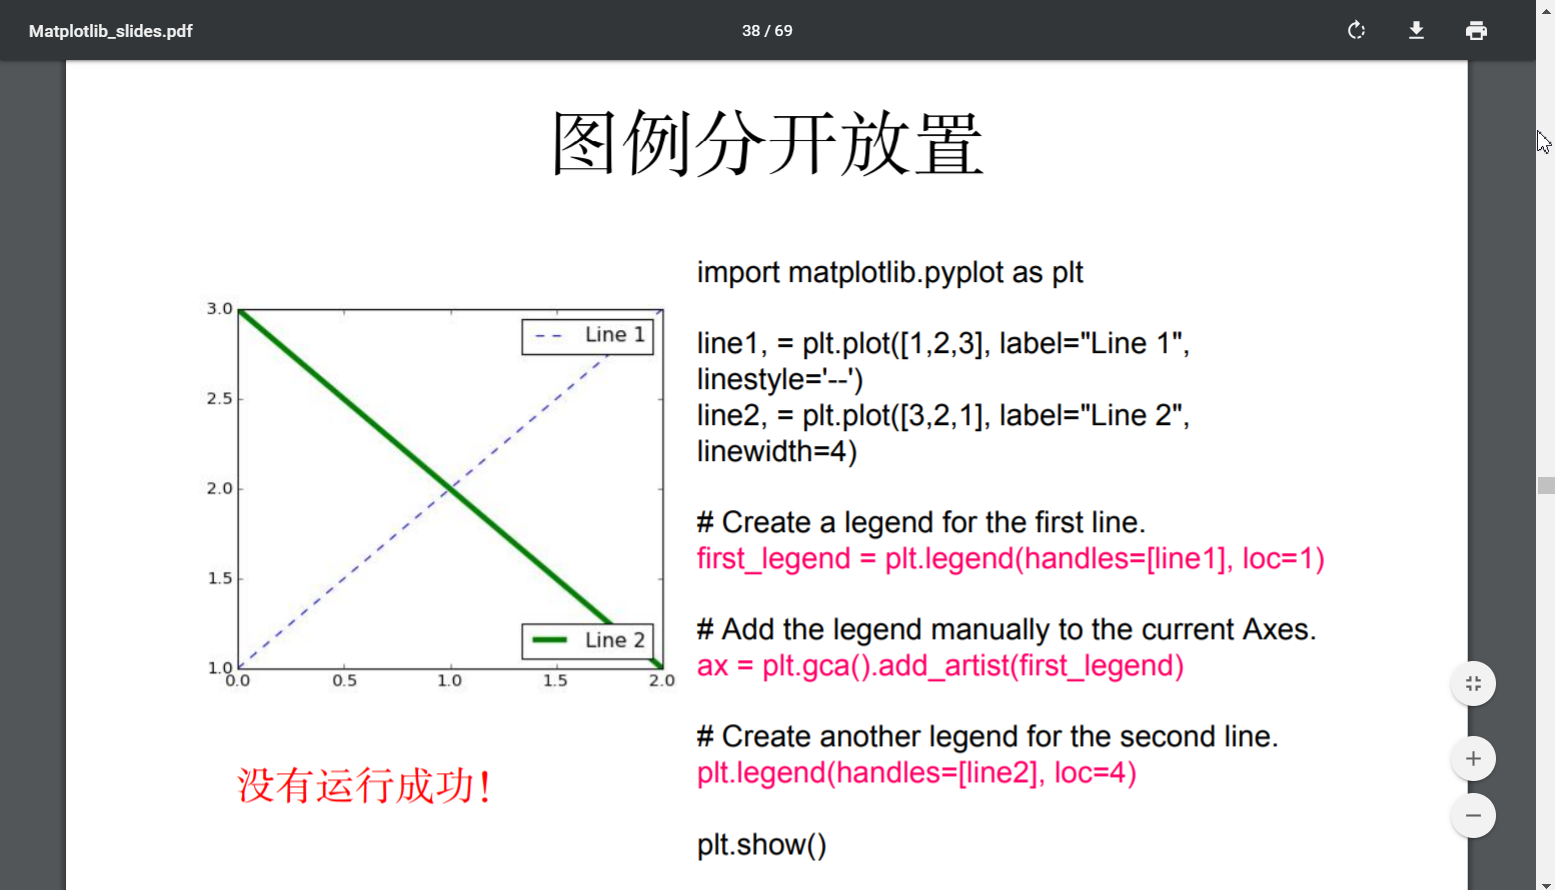 Matplotlib_slides.pdf
38 / 69
图例分开放置
import matplotlib.pyplot as plt
line1, = plt.plot([1,2,3], label="Line 1",
linestyle='--')
line2, = plt.plot([3,2,1], label="Line 2",
linewidth=4)
# Create a legend for the first line.
first_legend = plt.legend(handles=[line1], loc=1)
# Add the legend manually to the current Axes.
ax = plt.gca().add_artist(first_legend)
# Create another legend for the second line.
plt.legend(handles=[line2], loc=4)
plt.show()
3.0
2.5
2.0
1.5
1.0
0.0
0.5
1.0
1.5
2.0
Line 1
Line 2
没有运行成功!